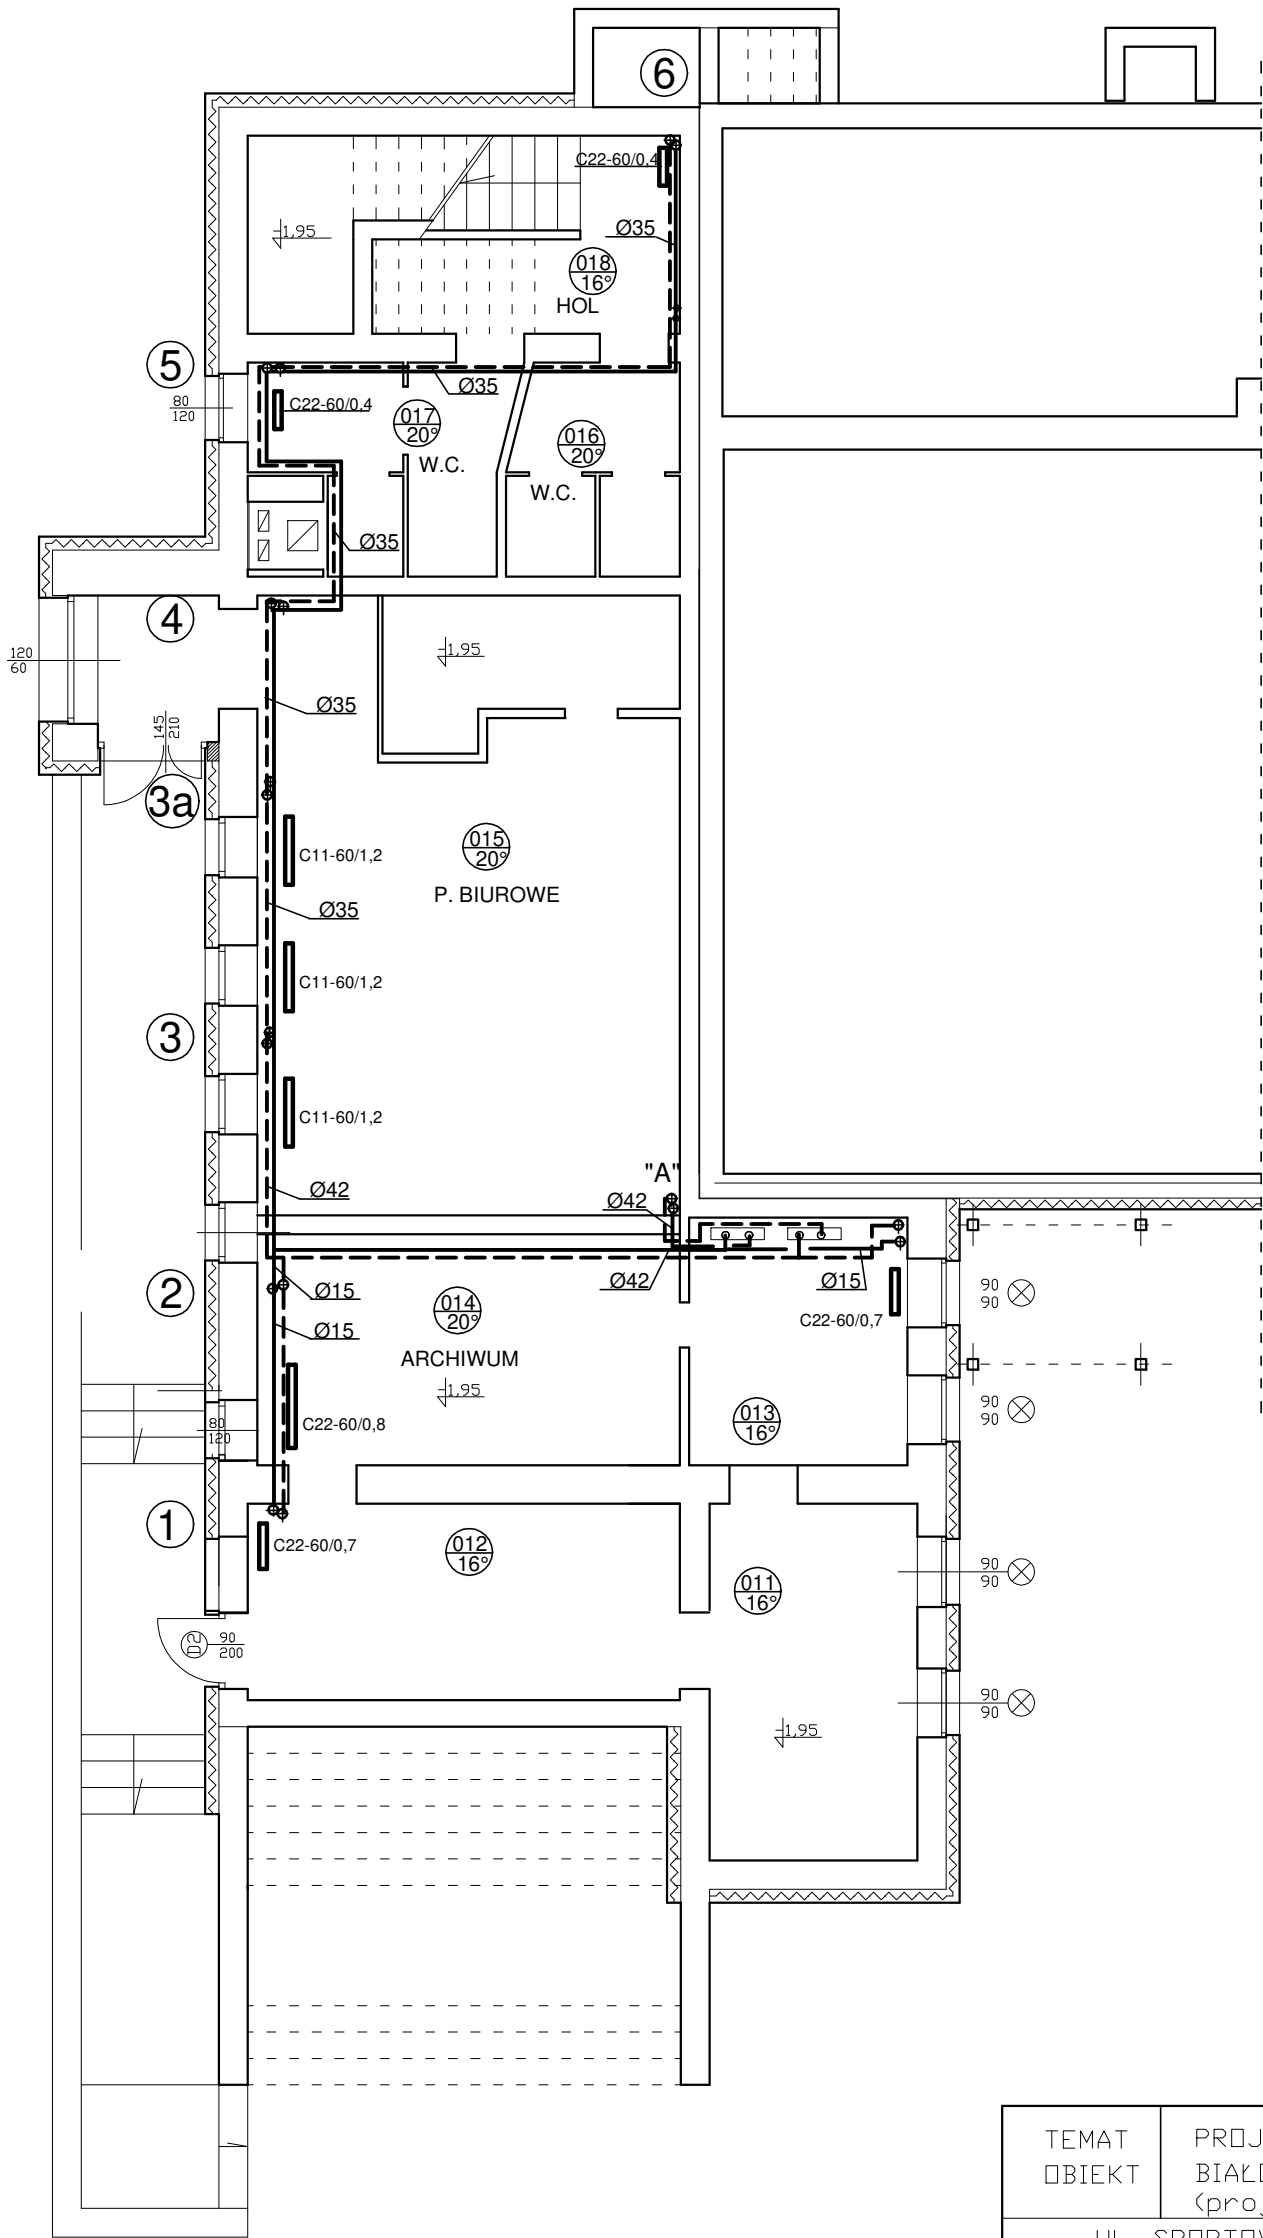 6
C22-60/0,4
-1,95
Ø35
018
16°
HOL
5
Ø35
80
120
C22-60/0,4
017
20°
W.C.
016
20°
W.C.
Ø35
4
120
60
-1,95
Ø35
145
210
3a
015
20°
C11-60/1,2
P. BIUROWE
Ø35
C11-60/1,2
3
C11-60/1,2
"A"
Ø42
Ø42
2
Ø15
Ø42
Ø15
90
90
014
20°
C22-60/0,7
Ø15
ARCHIWUM
-1,95
90
90
80
120
C22-60/0,8
013
16°
1
C22-60/0,7
012
16°
90
90
011
16°
D2
90
200
90
90
-1,95
TEMAT
OBIEKT